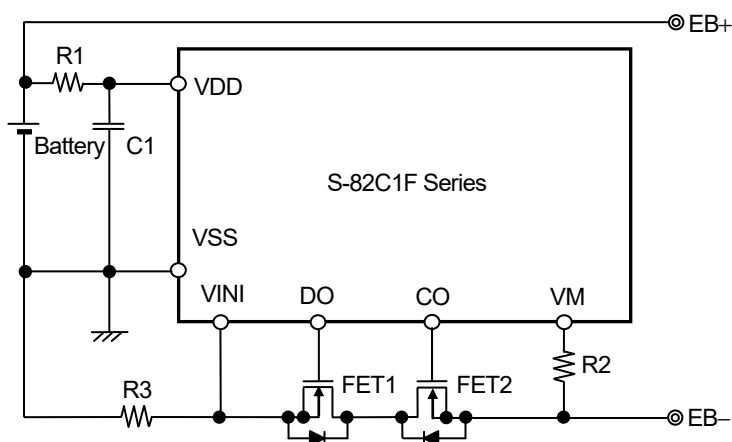 EB+
R1
VDD
Battery
C1
S-82C1F Series
VSS
VINI
DO
CO
VM
R2
R3
FET1
FET2
EB−